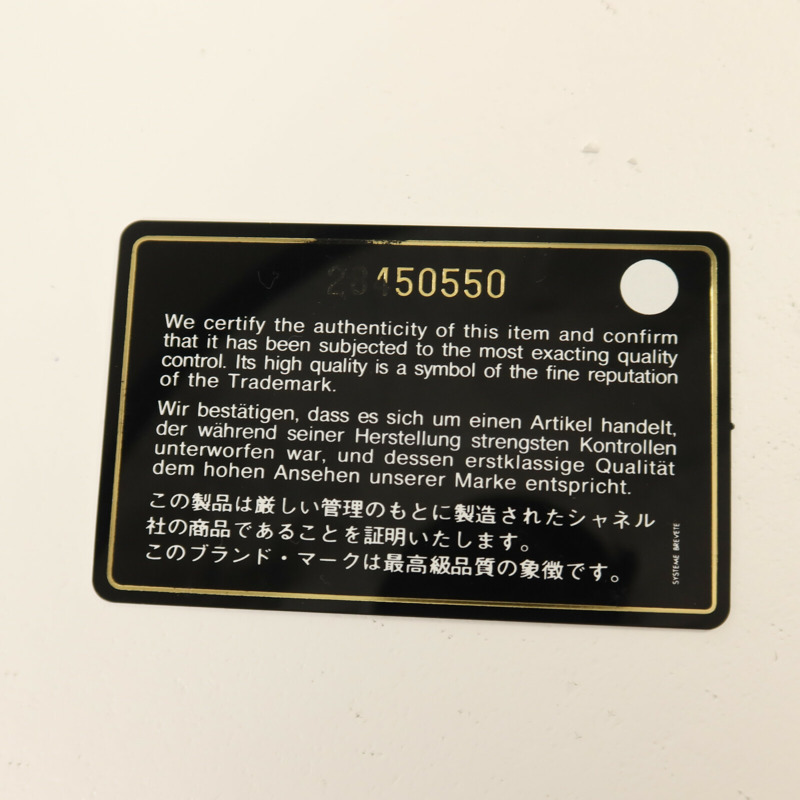 23450550
We certify the authenticity of this item and confirm
that it has been subjected to the most exacting quality
control. Its high quality is a symbol of the fine reputation
of the Trademark.
Wir bestätigen, dass es sich um einen Artikel handelt,
der während seiner Herstellung strengsten Kontrollen
unterworfen war, und dessen erstklassige Qualität
dem hohen Ansehen unserer Marke entspricht.
この製品は厳しい管理のもとに製造されたシャネル
社の商品であることを証明いたします。
このブランド・マークは最高級品質の象徴です。
SYSTEME BREVETE